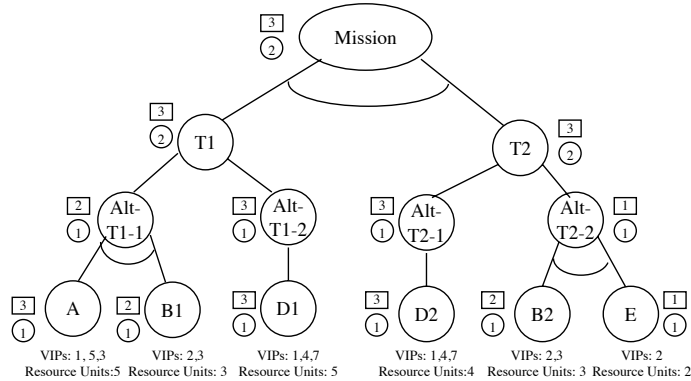 3
Mission
2
3
T1
2
3
T2
2
2
Alt-
T1-1
1
3
Alt-
T1-2
1
3
Alt-
T2-1
1
1
Alt-
T2-2
1
3
A
1
2
B1
1
3
D1
1
3
D2
1
2
B2
1
1
E
1
VIPs: 1, 5,3
Resource Units:5
VIPs: 2,3
Resource Units: 3
VIPs: 1,4,7
Resource Units: 5
VIPs: 1,4,7
Resource Units:4
VIPs: 2,3
Resource Units: 3
VIPs: 2
Resource Units: 2